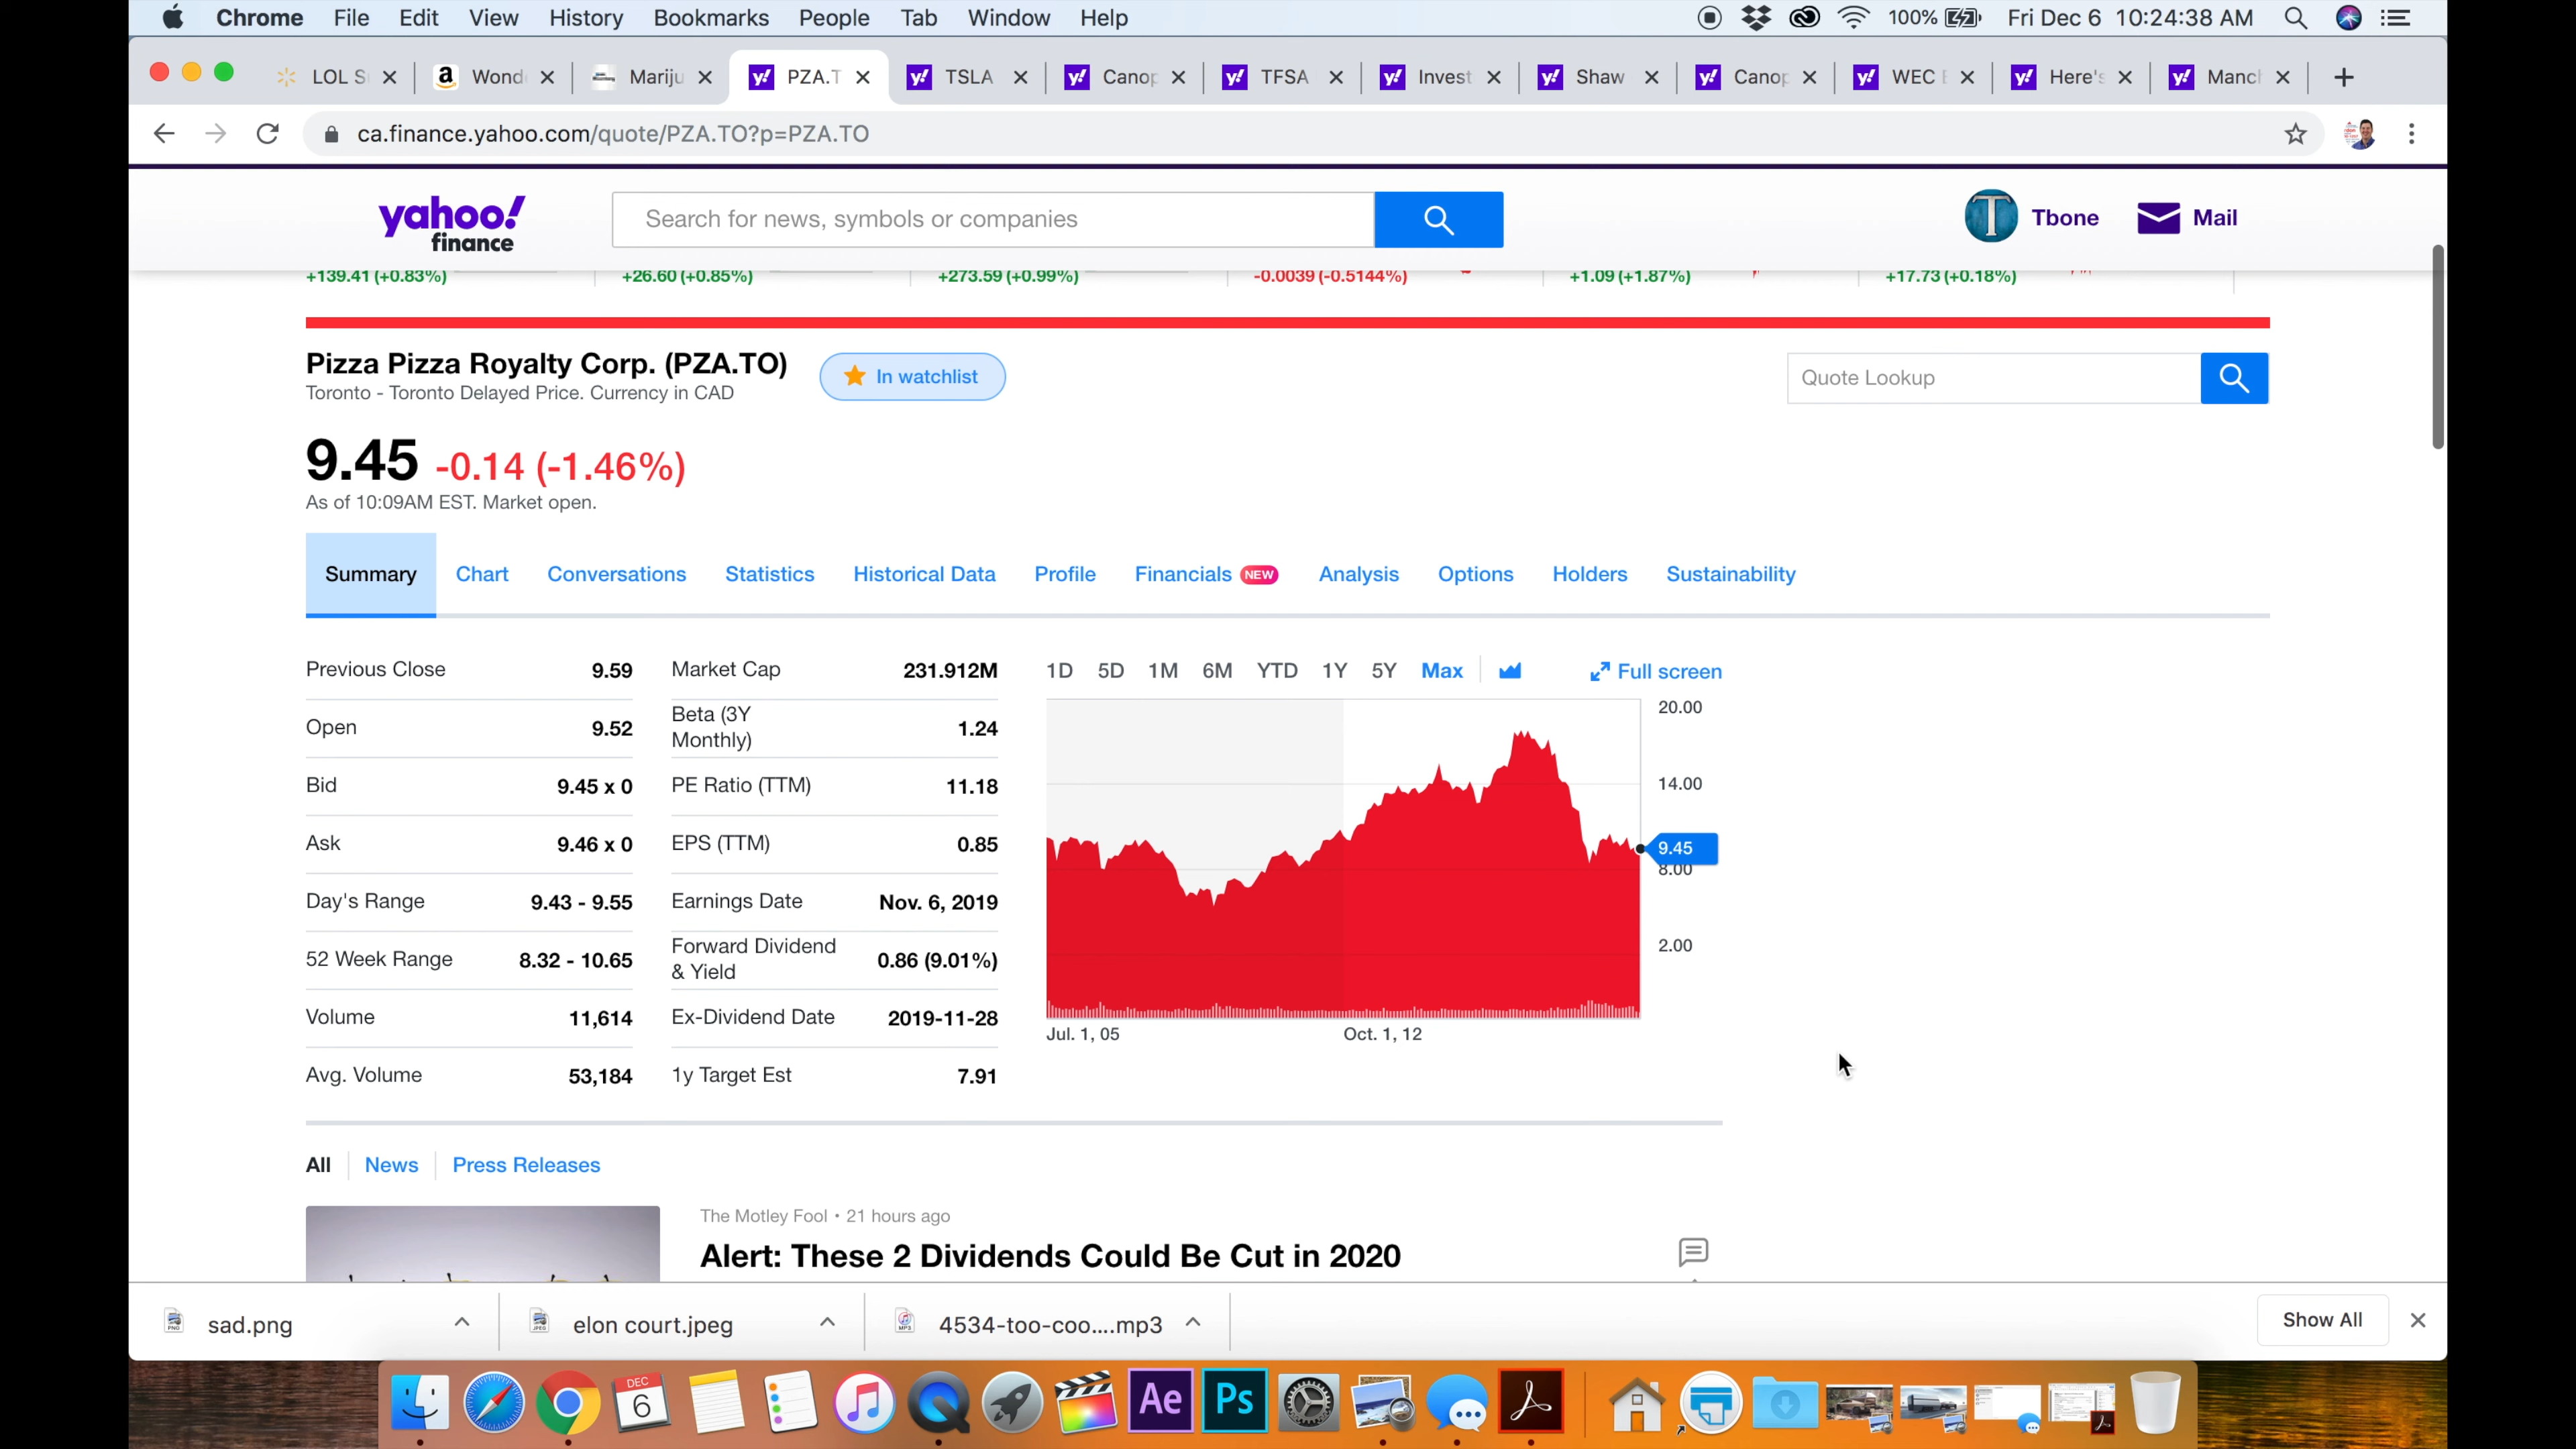 Chrome File Edit View History Bookmarks People Tab Window Help 100% Fri Dec 6 10:24:38 AM
LOL S Wond Mariju PZA.T TSLA Canop TFSA Invest Shaw Canop WEC Here's Manch
ca.finance.yahoo.com/quote/PZA.TO?p=PZA.TO
yahoo!
finance
Search for news, symbols or companies
T Tbone Mail
+139.41 (+0.83%) +26.60 (+0.85%) +273.59 (+0.99%) -0.0039 (-0.5144%) +1.09 (+1.87%) +17.73 (+0.18%)
Pizza Pizza Royalty Corp. (PZA.TO)
Toronto - Toronto Delayed Price. Currency in CAD
In watchlist
Quote Lookup
9.45 -0.14 (-1.46%)
As of 10:09AM EST. Market open.
Summary Chart Conversations Statistics Historical Data Profile Financials NEW Analysis Options Holders Sustainability
Previous Close 9.59
Open 9.52
Bid 9.45 x 0
Ask 9.46 x 0
Day's Range 9.43 - 9.55
52 Week Range 8.32 - 10.65
Volume 11,614
Avg. Volume 53,184
Market Cap 231.912M
Beta (3Y
Monthly) 1.24
PE Ratio (TTM) 11.18
EPS (TTM) 0.85
Earnings Date Nov. 6, 2019
Forward Dividend
& Yield 0.86 (9.01%)
Ex-Dividend Date 2019-11-28
1y Target Est 7.91
1D 5D 1M 6M YTD 1Y 5Y Max Full screen
20.00
14.00
9.45
8.00
2.00
Jul. 1, 05 Oct. 1, 12
All News Press Releases
The Motley Fool • 21 hours ago
Alert: These 2 Dividends Could Be Cut in 2020
sad.png elon court.jpeg 4534-too-coo....mp3 Show All
DEC
6
Ae Ps